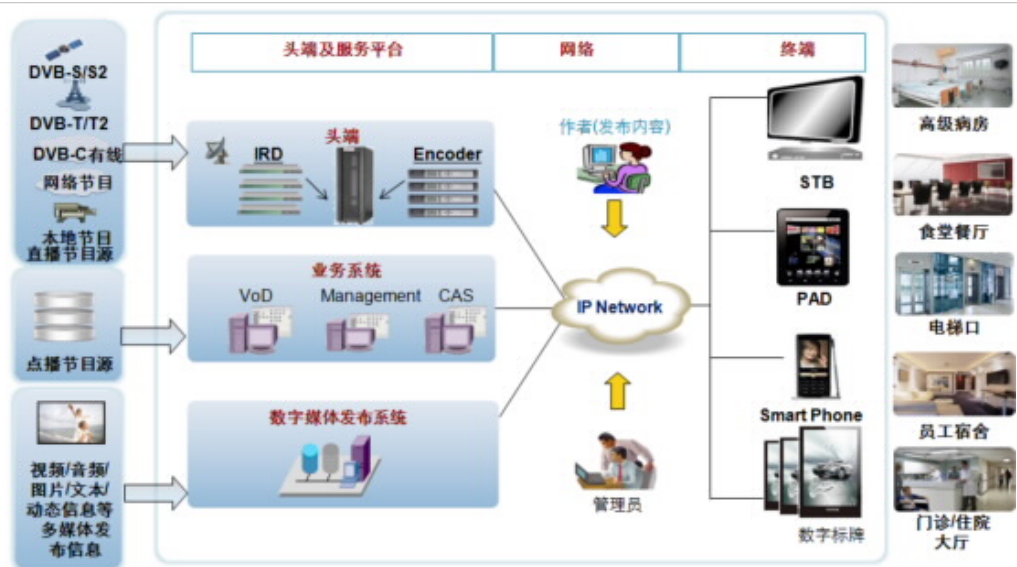 头端及服务平台
网络
终端
DVB-S/S2
DVB-T/T2
DVB-C有线
网络节目
本地节目
直播节目源
点播节目源
视频/音频/
图片/文本/
动态信息等
多媒体发
布信息
头端
IRD
Encoder
业务系统
VoD
Management
CAS
数字媒体发布系统
作者(发布内容)
IP Network
管理员
STB
PAD
Smart Phone
数字标牌
高级病房
食堂餐厅
电梯口
员工宿舍
门诊/住院
大厅